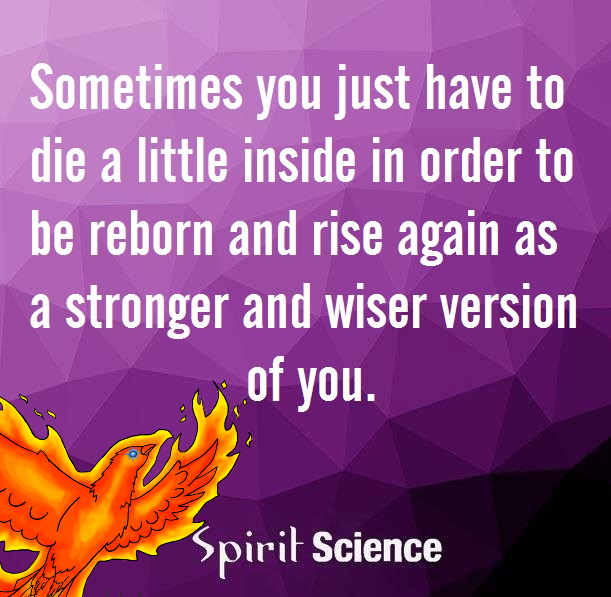 Sometimes you just have to
die a little inside in order to
be reborn and rise again as
a stronger and wiser version
of you.
Spirit Science